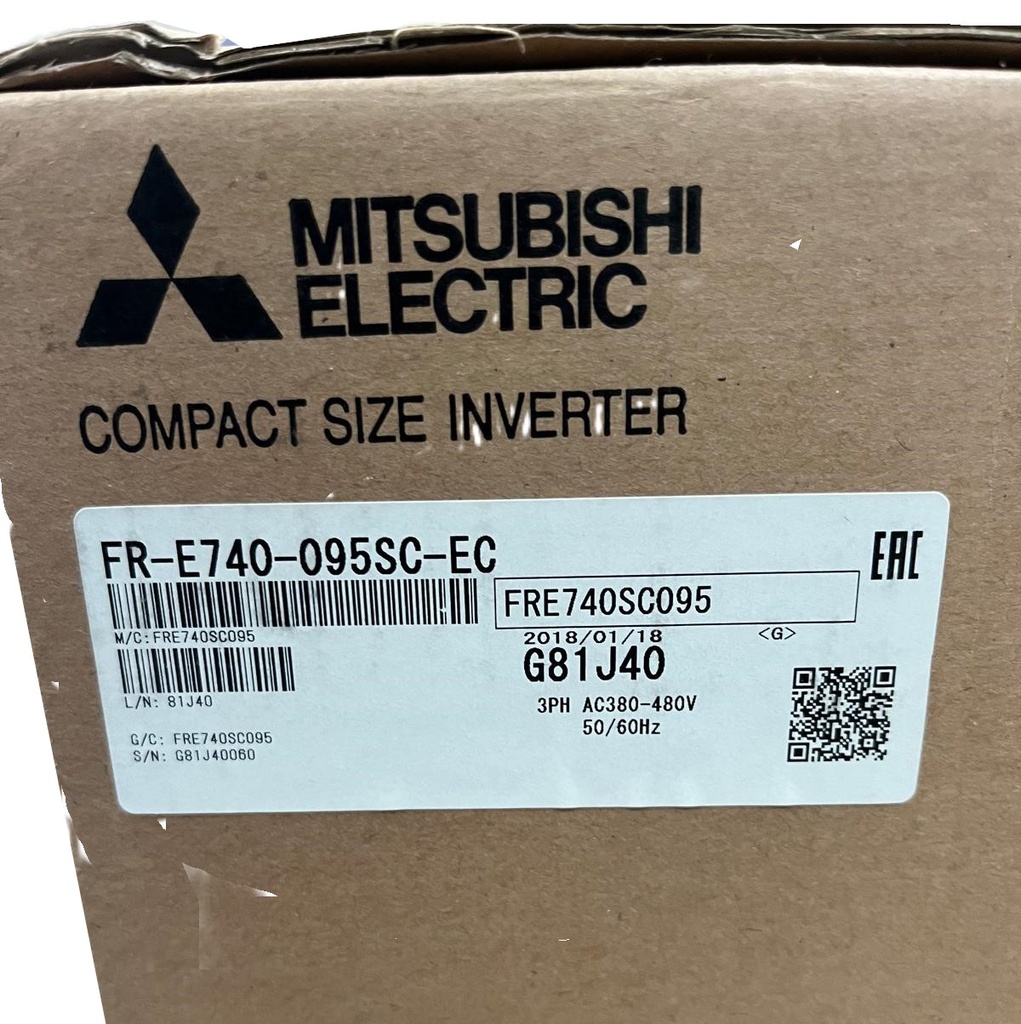 MITSUBISHI
ELECTRIC
COMPACT SIZE INVERTER
FR-E740-095SC-EC
EAC
FRE740SC095
M/C:FRE740SC095
2018/01/18 <G>
G81J40
L/N: 81J40
3PH AC380-480V
50/60Hz
G/C: FRE740SC095
S/N: G81J40060